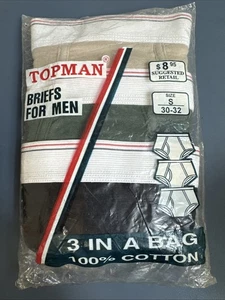 TOPMAN
BRIEFS
FOR MEN
$8.95
SUGGESTED
RETAIL
SIZE
S
30-32
3 IN A BAG
100% COTTON